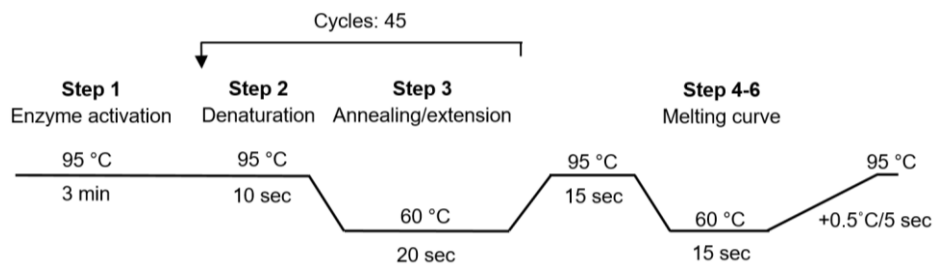 Cycles: 45
Step 1 Step 2 Step 3 Step 4-6
Enzyme activation Denaturation Annealing/extension Melting curve
95 °C 95 °C 95 °C 95 °C
3 min 10 sec 15 sec
60 °C 60 °C +0.5˚C/5 sec
20 sec 15 sec